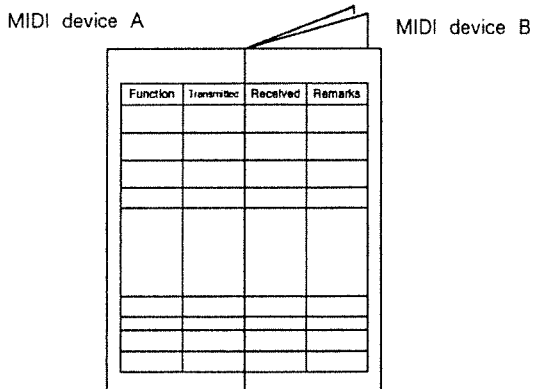 MIDI device A
MIDI device B
Function Transmitted Received Remarks